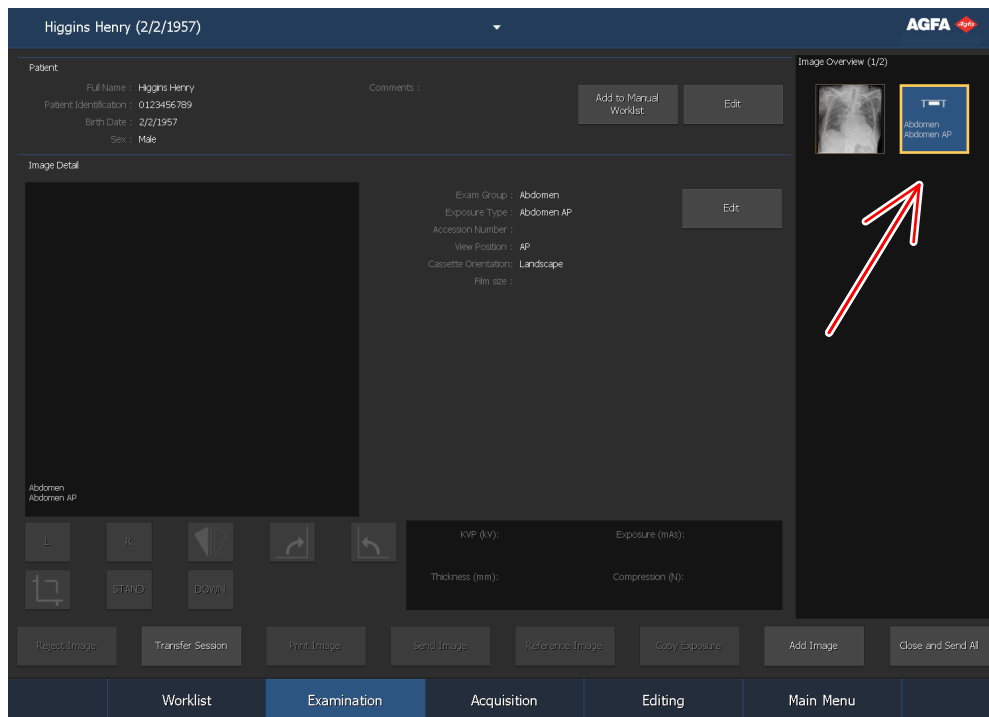 Higgins Henry (2/2/1957)
AGFA
Agfa
Patient
Full Name : Higgins Henry
Comments :
Patient Identification : 0123456789
Birth Date : 2/2/1957
Sex : Male
Add to Manual
Worklist
Edit
Image Overview (1/2)
Abdomen
Abdomen AP
Image Detail
Exam Group : Abdomen
Exposure Type : Abdomen AP
Accession Number :
View Position : AP
Cassette Orientation: Landscape
Film size :
Edit
Abdomen
Abdomen AP
L
R
STAND
DOWN
KVP (kV):
Exposure (mAs):
Thickness (mm):
Compression (N):
Reject Image
Transfer Session
Print Image
Send Image
Reference Image
Copy Exposure
Add Image
Close and Send All
Worklist
Examination
Acquisition
Editing
Main Menu